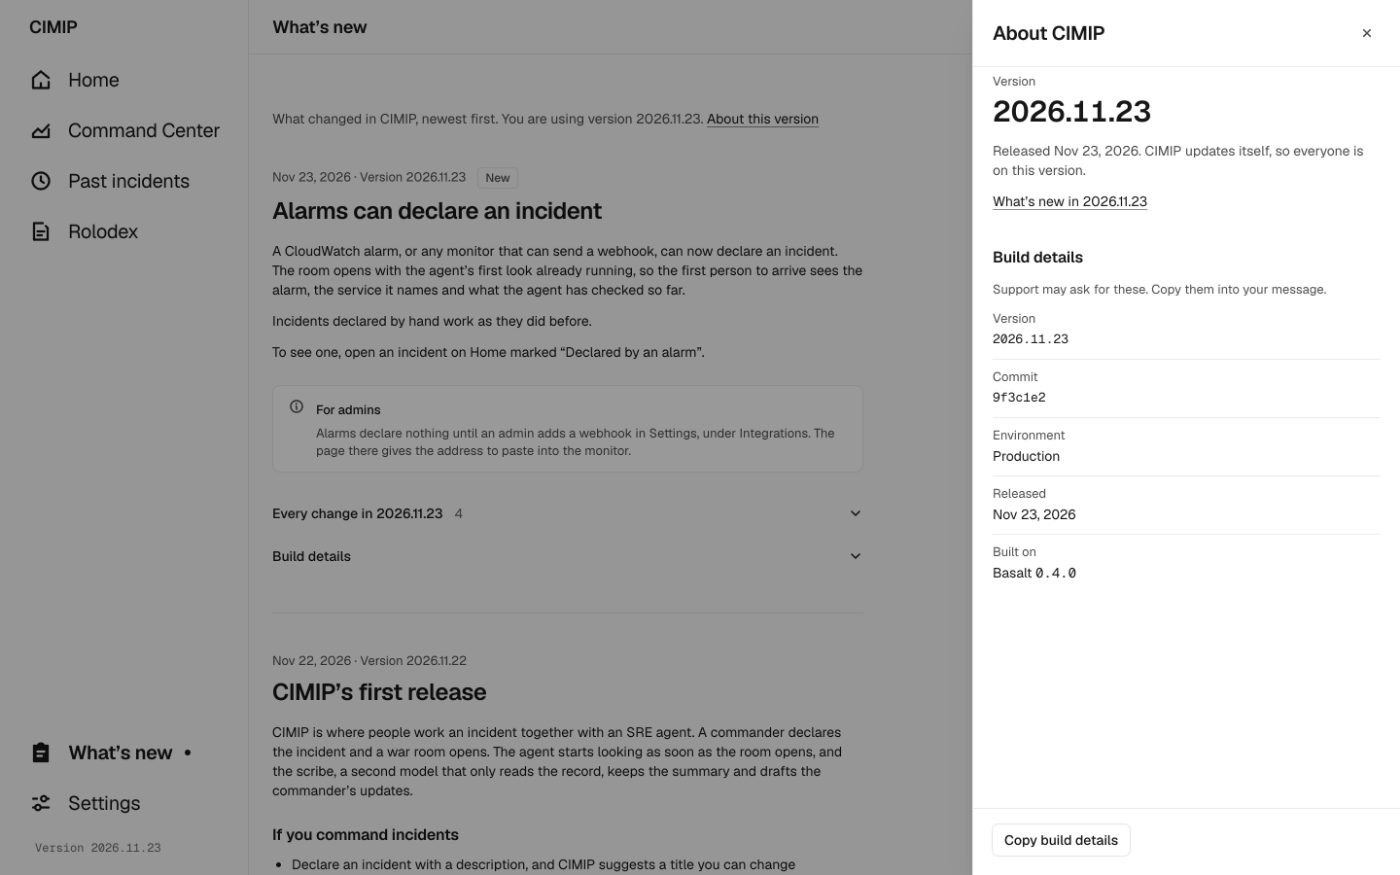 CIMIP
Home
Command Center
Past incidents
Rolodex
What's new
Settings
Version 2026.11.23
What's new
What changed in CIMIP, newest first. You are using version 2026.11.23. About this version
Nov 23, 2026 · Version 2026.11.23 New
Alarms can declare an incident
A CloudWatch alarm, or any monitor that can send a webhook, can now declare an incident.
The room opens with the agent's first look already running, so the first person to arrive sees the
alarm, the service it names and what the agent has checked so far.
Incidents declared by hand work as they did before.
To see one, open an incident on Home marked “Declared by an alarm”.
For admins
Alarms declare nothing until an admin adds a webhook in Settings, under Integrations. The
page there gives the address to paste into the monitor.
Every change in 2026.11.23 4
Build details
Nov 22, 2026 · Version 2026.11.22
CIMIP's first release
CIMIP is where people work an incident together with an SRE agent. A commander declares
the incident and a war room opens. The agent starts looking as soon as the room opens, and
the scribe, a second model that only reads the record, keeps the summary and drafts the
commander's updates.
If you command incidents
• Declare an incident with a description, and CIMIP suggests a title you can change
About CIMIP
Version
2026.11.23
Released Nov 23, 2026. CIMIP updates itself, so everyone is
on this version.
What's new in 2026.11.23
Build details
Support may ask for these. Copy them into your message.
Version
2026.11.23
Commit
9f3c1e2
Environment
Production
Released
Nov 23, 2026
Built on
Basalt 0.4.0
Copy build details